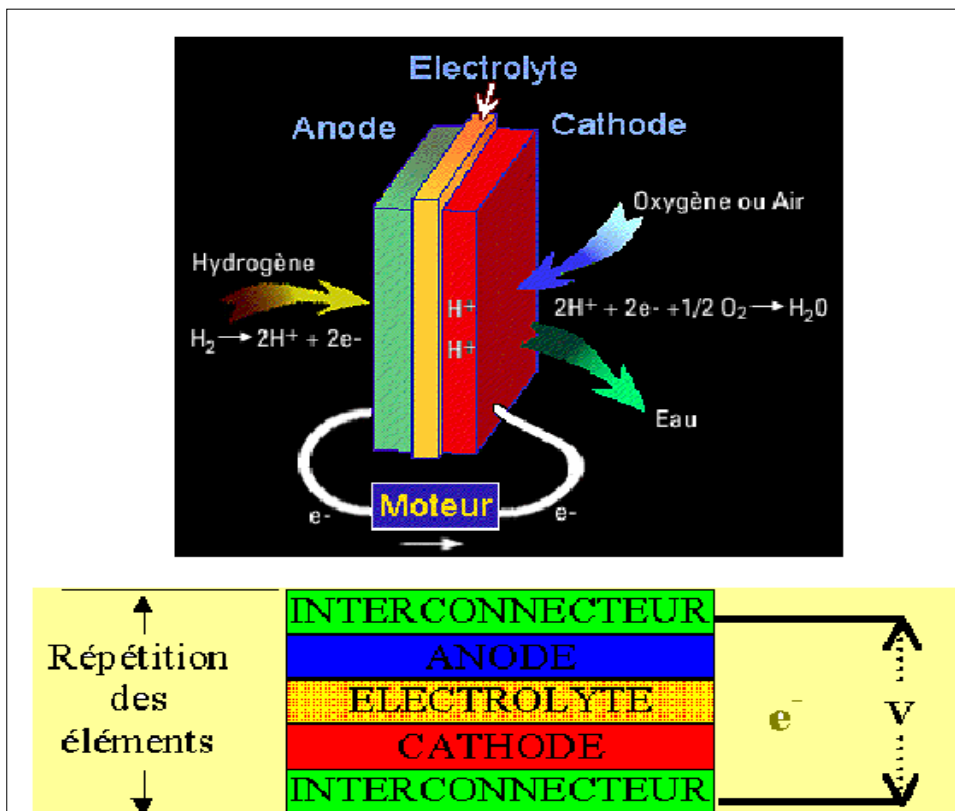 Electrolyte
Anode
Cathode
Oxygène ou Air
Hydrogène
H₂→2H⁺ + 2e-
H⁺
H⁺
2H⁺ + 2e- +1/2 O₂→H₂0
Eau
e-
Moteur
e-
Répétition
des
éléments
INTERCONNECTEUR
ANODE
ELECTROLYTE
CATHODE
INTERCONNECTEUR
e⁻
V